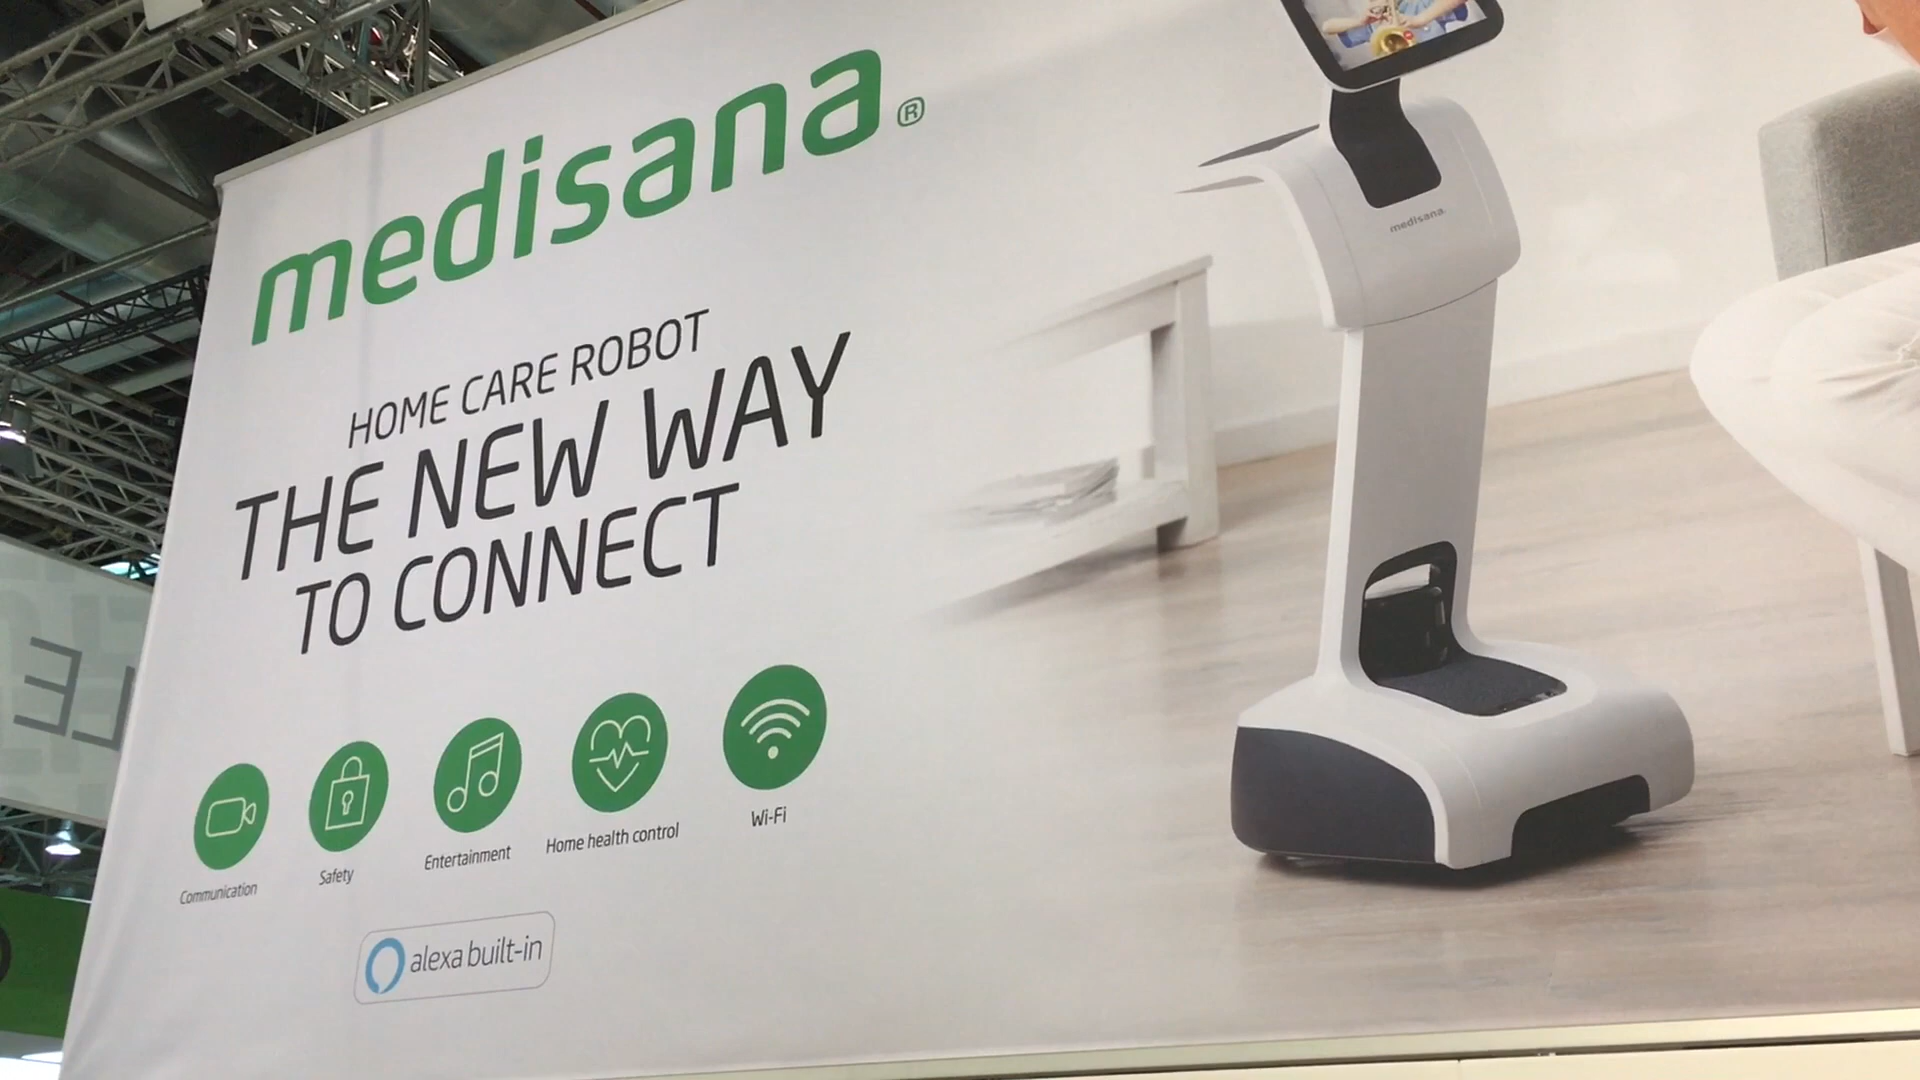 medisana®
HOME CARE ROBOT
THE NEW WAY
TO CONNECT
Communication
Safety
Entertainment
Home health control
Wi-Fi
alexa built-in
medisana